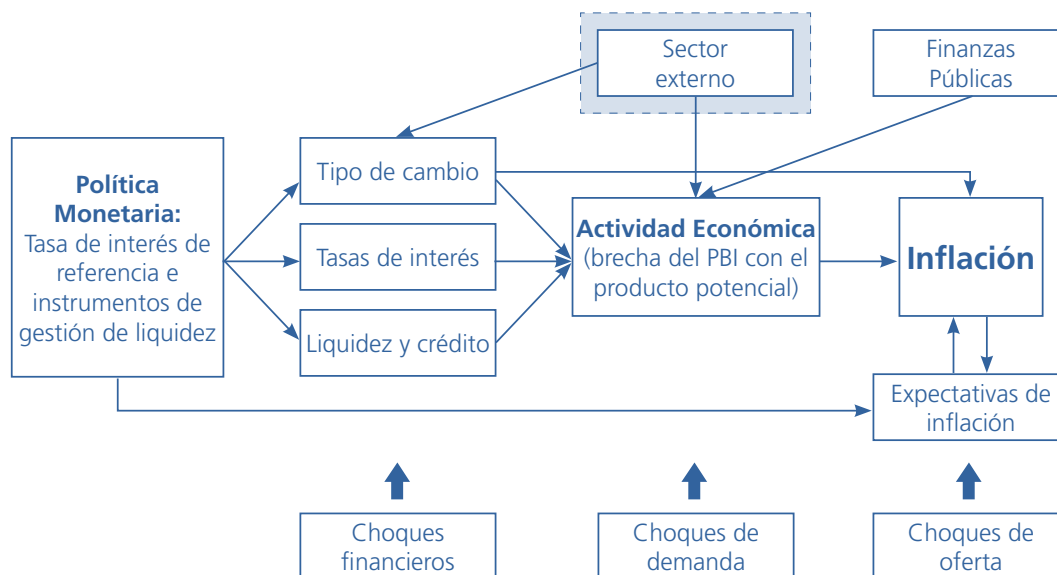 Sector
externo
Finanzas
Públicas
Política
Monetaria:
Tasa de interés de
referencia e
instrumentos de
gestión de liquidez
Tipo de cambio
Tasas de interés
Liquidez y crédito
Actividad Económica
(brecha del PBI con el
producto potencial)
Inflación
Expectativas de
inflación
Choques
financieros
Choques de
demanda
Choques de
oferta